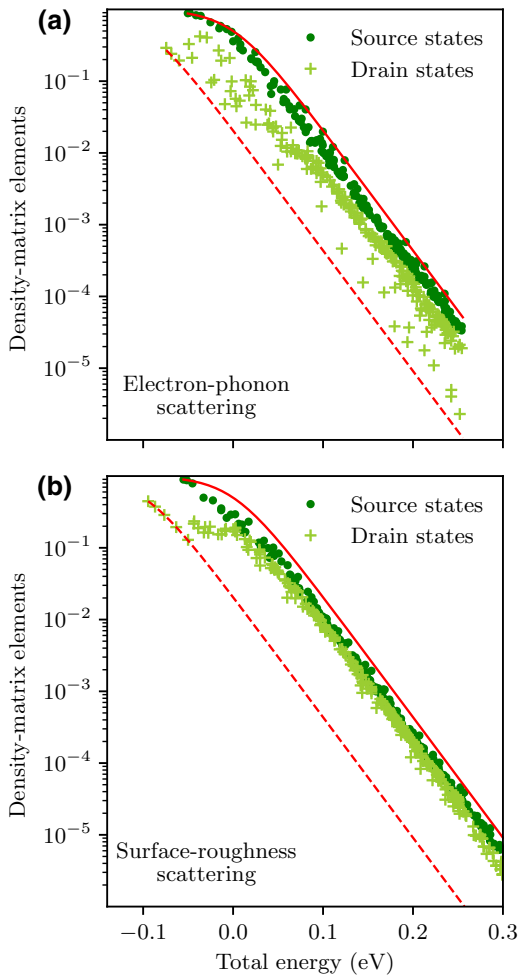 (a)
Source states
Drain states
10⁻¹
10⁻²
10⁻³
10⁻⁴
10⁻⁵
Density-matrix elements
Electron-phonon
scattering
(b)
Source states
Drain states
10⁻¹
10⁻²
10⁻³
10⁻⁴
10⁻⁵
Density-matrix elements
Surface-roughness
scattering
−0.1 0.0 0.1 0.2 0.3
Total energy (eV)